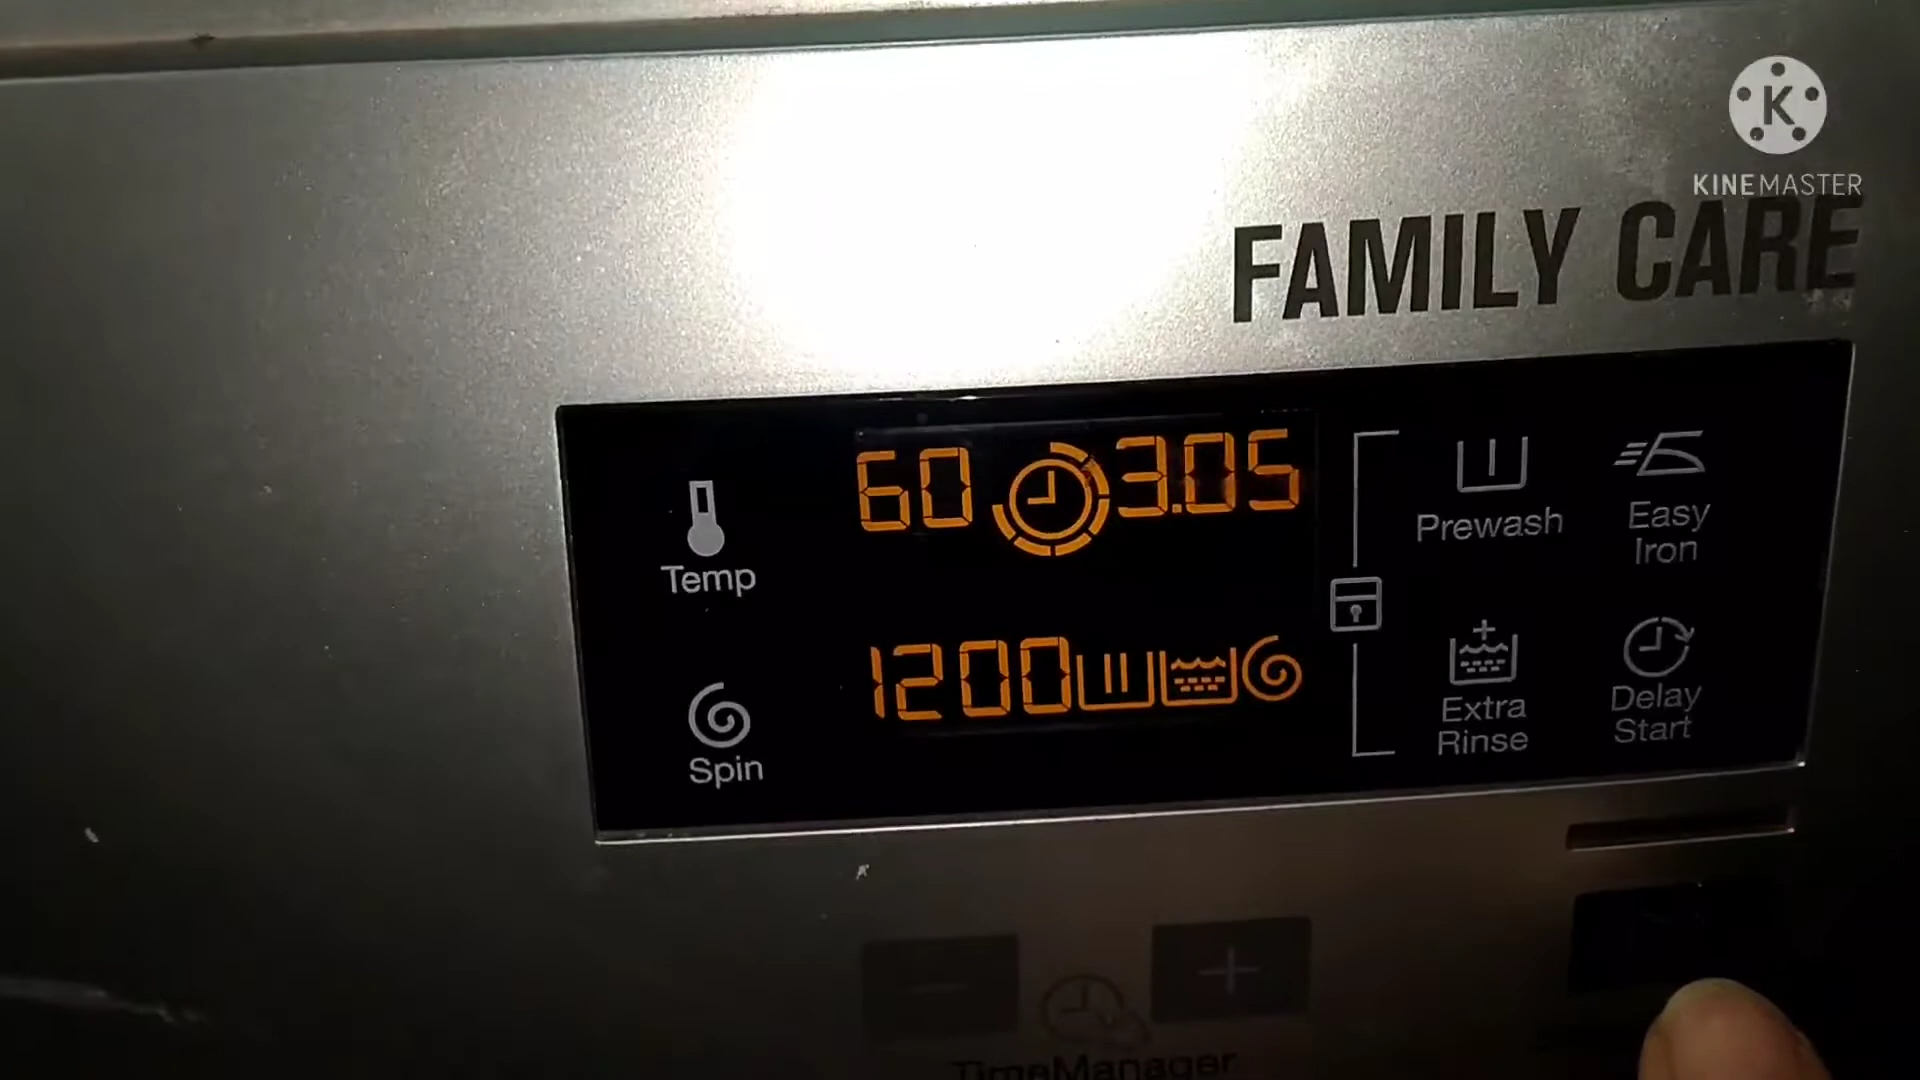 K
KINEMASTER
FAMILY CARE
60 3.05
Temp
1200
Spin
Prewash
Easy
Iron
Extra
Rinse
Delay
Start
TimeManager